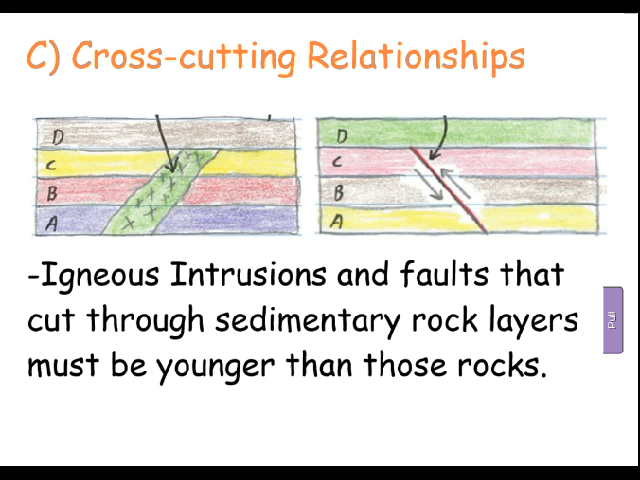 C) Cross-cutting Relationships
D
C
B
A
D
C
B
A
-Igneous Intrusions and faults that
cut through sedimentary rock layers
must be younger than those rocks.
Pull